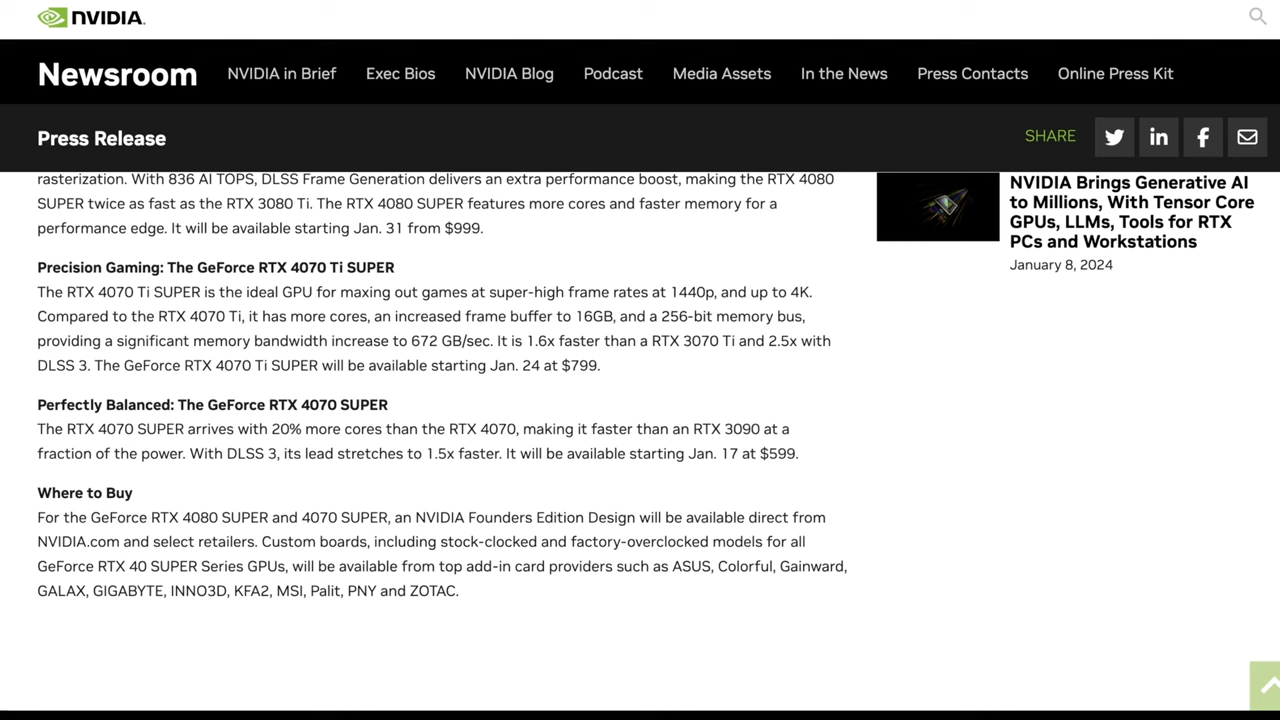 NVIDIA.
Newsroom
NVIDIA in Brief
Exec Bios
NVIDIA Blog
Podcast
Media Assets
In the News
Press Contacts
Online Press Kit
Press Release
SHARE
rasterization. With 836 AI TOPS, DLSS Frame Generation delivers an extra performance boost, making the RTX 4080
SUPER twice as fast as the RTX 3080 Ti. The RTX 4080 SUPER features more cores and faster memory for a
performance edge. It will be available starting Jan. 31 from $999.
Precision Gaming: The GeForce RTX 4070 Ti SUPER
The RTX 4070 Ti SUPER is the ideal GPU for maxing out games at super-high frame rates at 1440p, and up to 4K.
Compared to the RTX 4070 Ti, it has more cores, an increased frame buffer to 16GB, and a 256-bit memory bus,
providing a significant memory bandwidth increase to 672 GB/sec. It is 1.6x faster than a RTX 3070 Ti and 2.5x with
DLSS 3. The GeForce RTX 4070 Ti SUPER will be available starting Jan. 24 at $799.
Perfectly Balanced: The GeForce RTX 4070 SUPER
The RTX 4070 SUPER arrives with 20% more cores than the RTX 4070, making it faster than an RTX 3090 at a
fraction of the power. With DLSS 3, its lead stretches to 1.5x faster. It will be available starting Jan. 17 at $599.
Where to Buy
For the GeForce RTX 4080 SUPER and 4070 SUPER, an NVIDIA Founders Edition Design will be available direct from
NVIDIA.com and select retailers. Custom boards, including stock-clocked and factory-overclocked models for all
GeForce RTX 40 SUPER Series GPUs, will be available from top add-in card providers such as ASUS, Colorful, Gainward,
GALAX, GIGABYTE, INNO3D, KFA2, MSI, Palit, PNY and ZOTAC.
NVIDIA Brings Generative AI
to Millions, With Tensor Core
GPUs, LLMs, Tools for RTX
PCs and Workstations
January 8, 2024